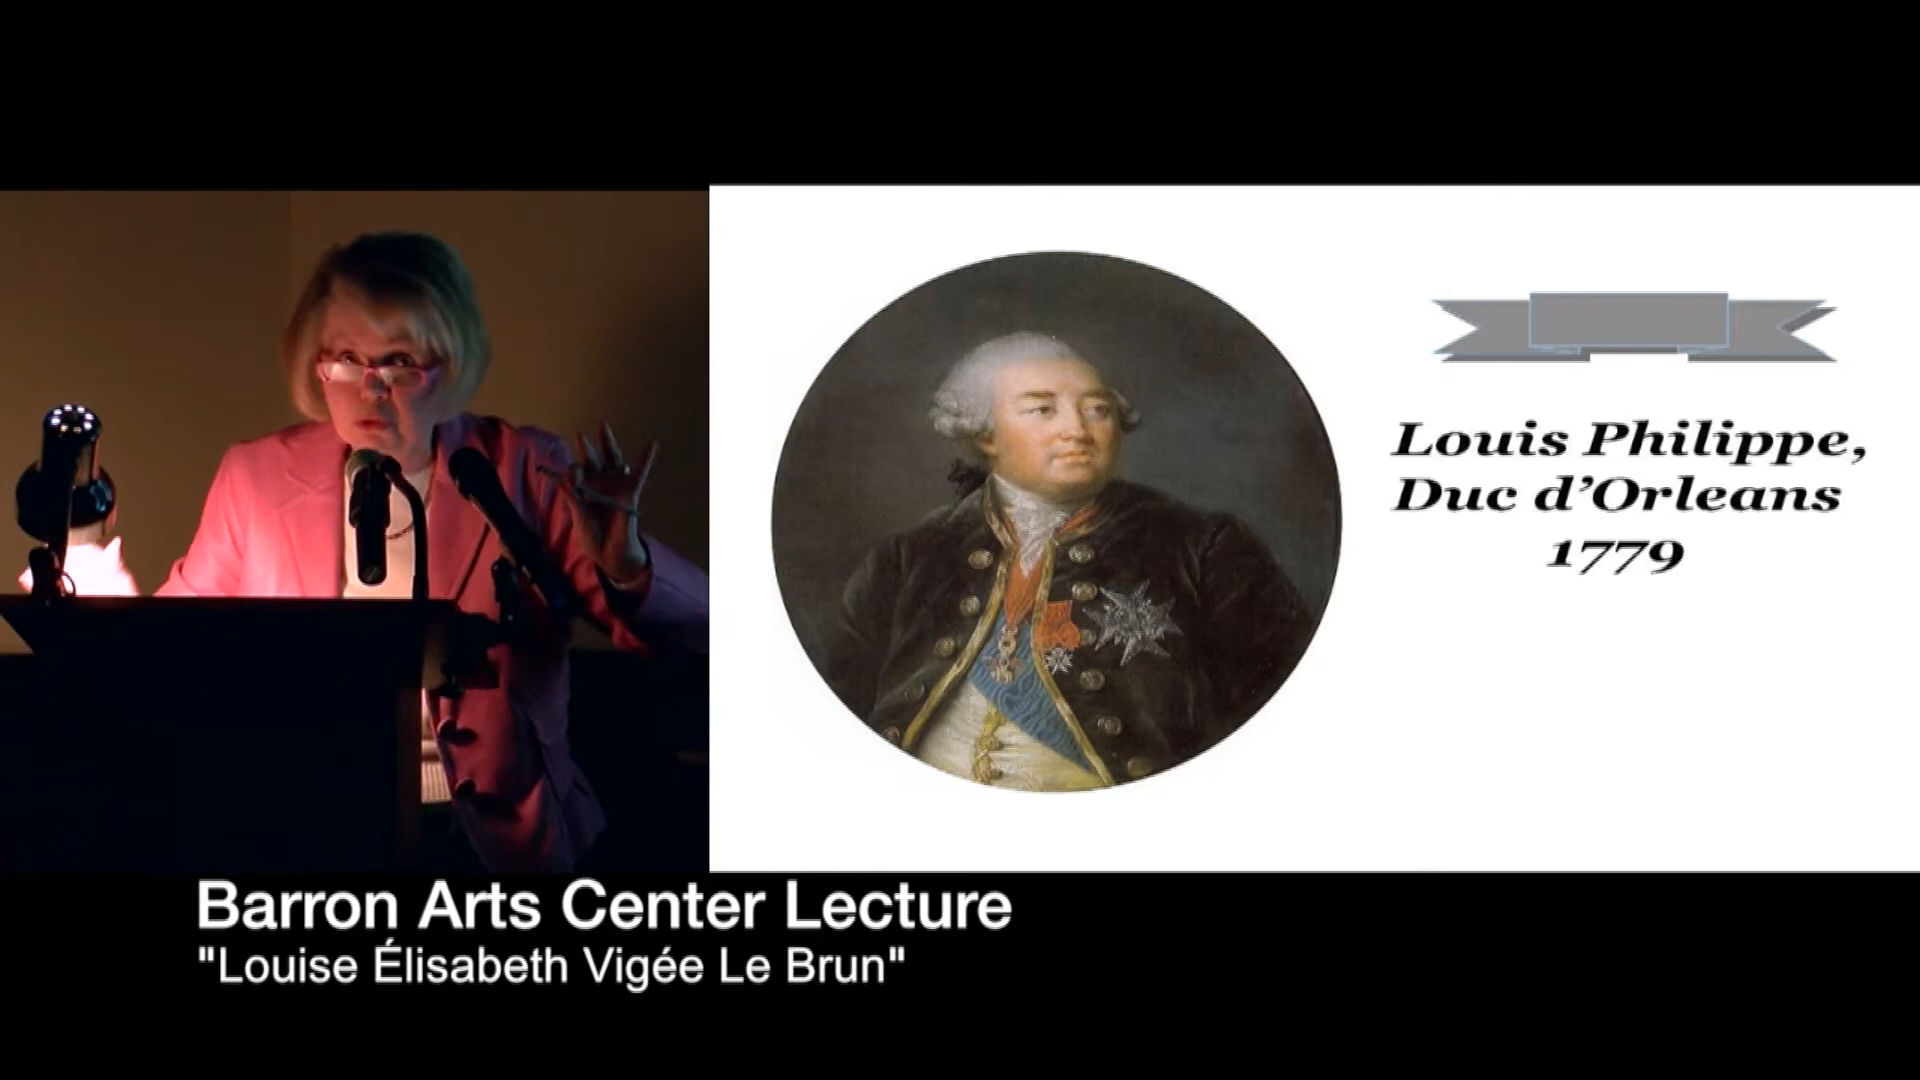 Louis Philippe,
Duc d’Orleans
1779
Barron Arts Center Lecture
"Louise Élisabeth Vigée Le Brun"